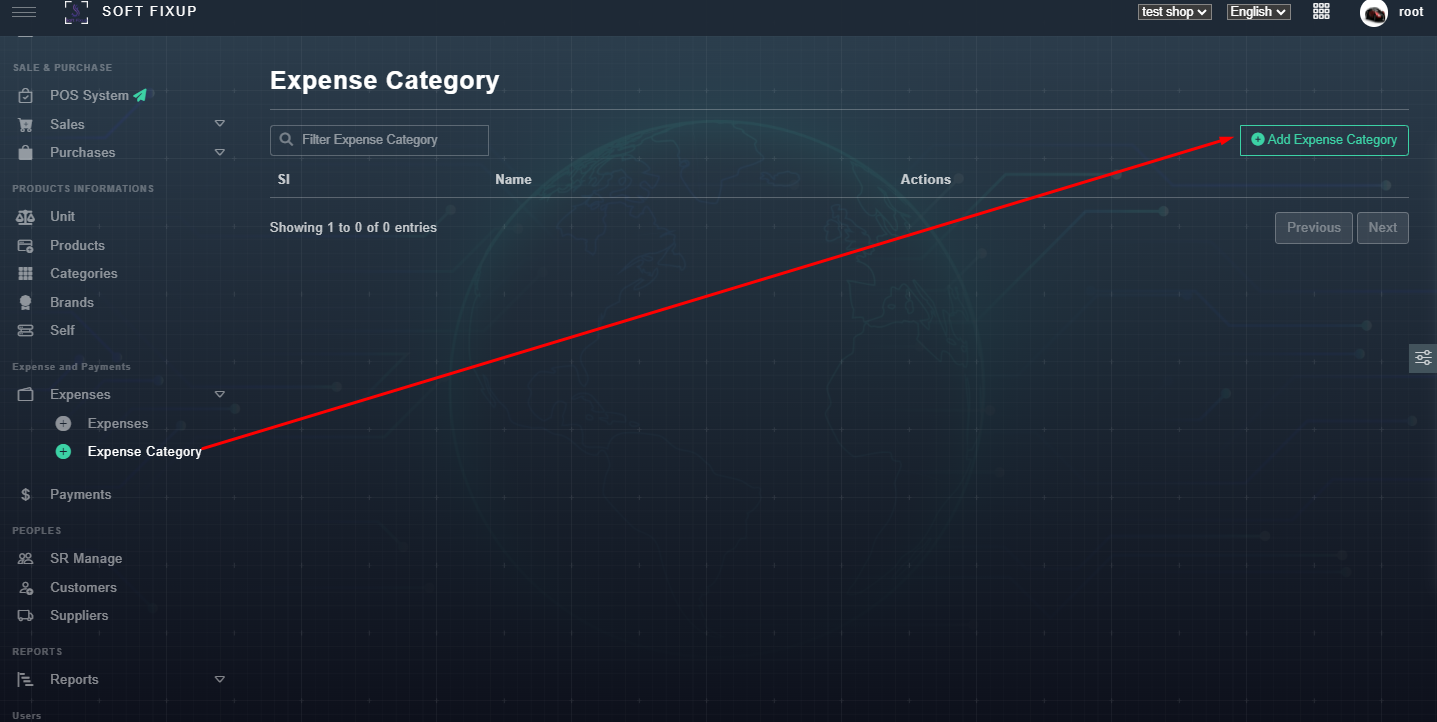 SOFT FIXUP
test shop
English
root
SALE & PURCHASE
POS System
Sales
Purchases
PRODUCTS INFORMATIONS
Unit
Products
Categories
Brands
Self
Expense and Payments
Expenses
Expenses
Expense Category
Payments
PEOPLES
SR Manage
Customers
Suppliers
REPORTS
Reports
Users
Expense Category
Filter Expense Category
Add Expense Category
SI Name Actions
Showing 1 to 0 of 0 entries
Previous Next